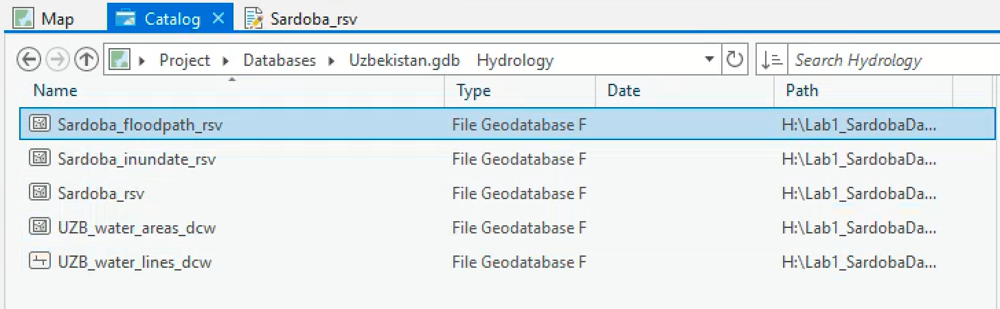 Map Catalog Sardoba_rsv
Project Databases Uzbekistan.gdb Hydrology Search Hydrology
Name Type Date Path
Sardoba_floodpath_rsv File Geodatabase F H:\Lab1_SardobaDa...
Sardoba_inundate_rsv File Geodatabase F H:\Lab1_SardobaDa...
Sardoba_rsv File Geodatabase F H:\Lab1_SardobaDa...
UZB_water_areas_dcw File Geodatabase F H:\Lab1_SardobaDa...
UZB_water_lines_dcw File Geodatabase F H:\Lab1_SardobaDa...